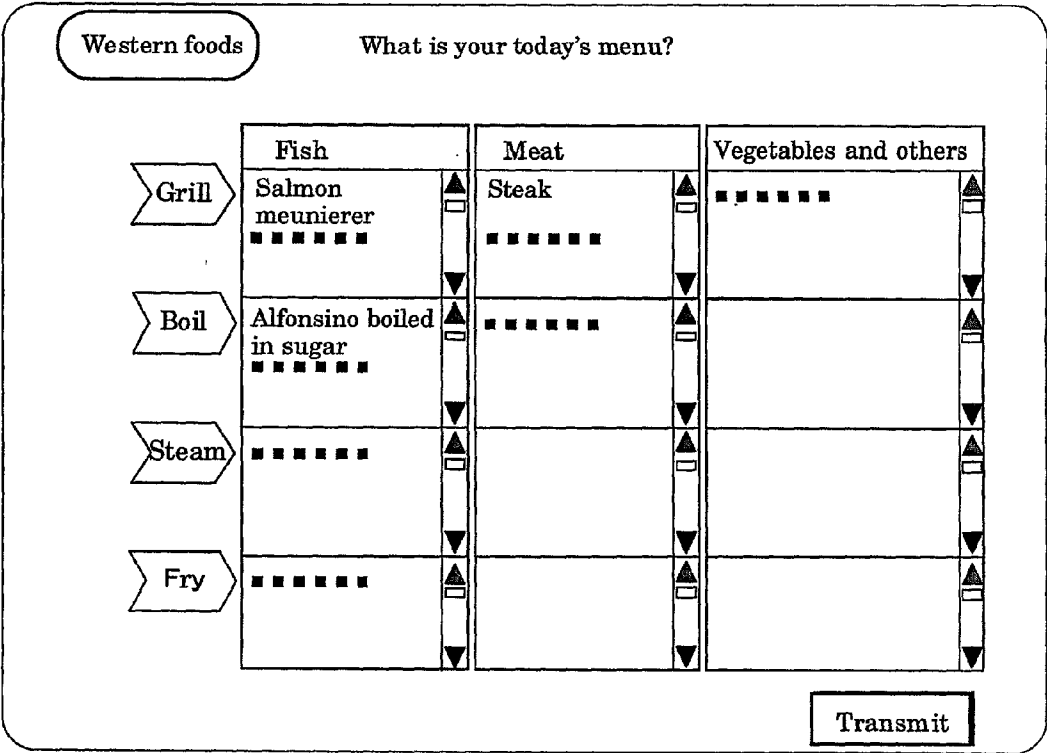 Western foods
What is your today's menu?
Fish
Meat
Vegetables and others
Grill
Salmon
meunierer
Steak
Boil
Alfonsino boiled
in sugar
Steam
Fry
Transmit